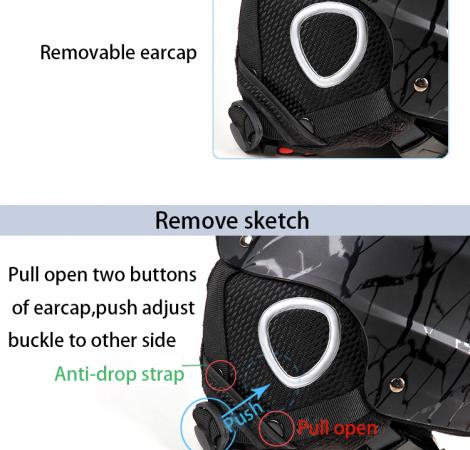 Removable earcap
Remove sketch
Pull open two buttons
of earcap,push adjust
buckle to other side
Anti-drop strap
Push
Pull open